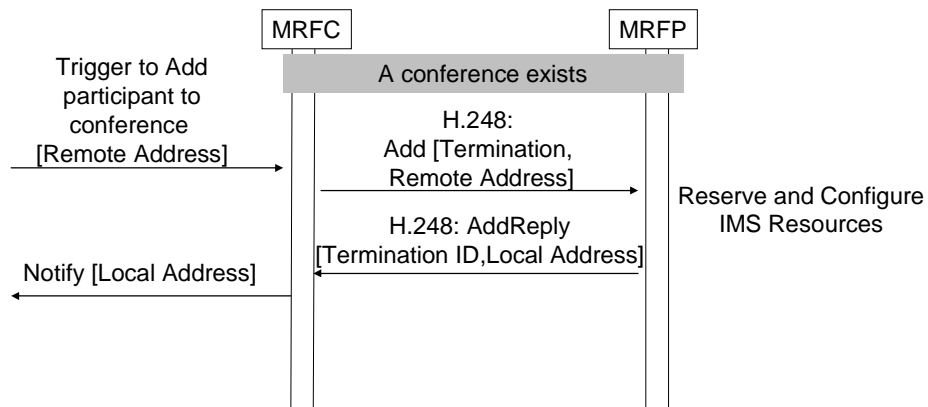 MRFC
MRFP
A conference exists
Trigger to Add
participant to
conference
[Remote Address]
H.248:
Add [Termination,
Remote Address]
Reserve and Configure
IMS Resources
H.248: AddReply
[Termination ID,Local Address]
Notify [Local Address]